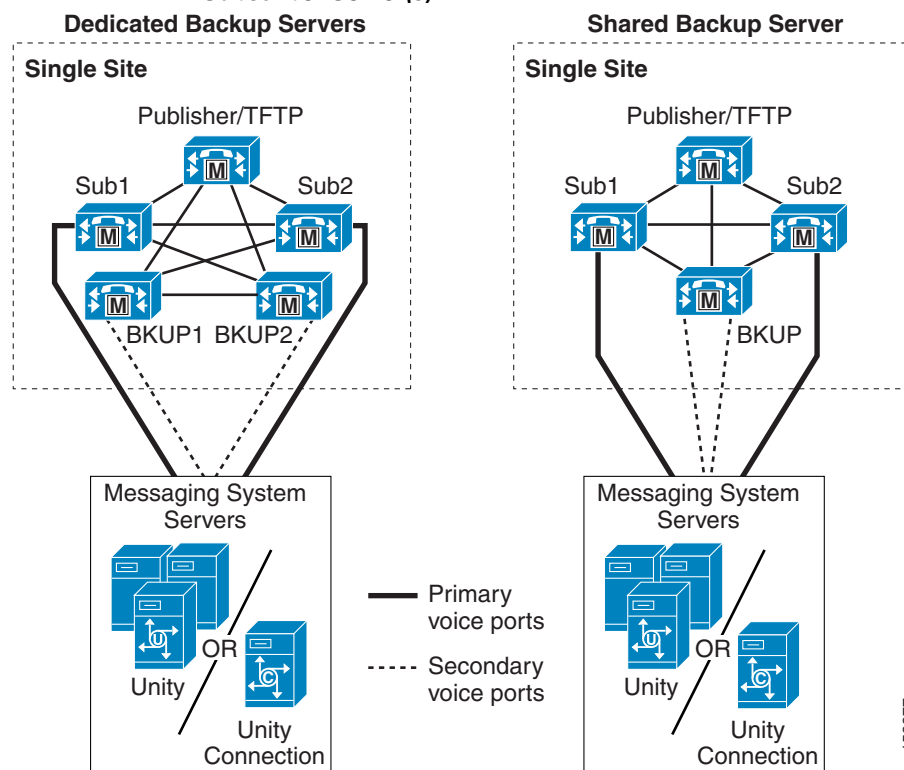 Dedicated Backup Servers
Shared Backup Server
Single Site
Single Site
Publisher/TFTP
Publisher/TFTP
Sub1
Sub2
Sub1
Sub2
M
M
M
M
M
M
M
M
M
BKUP1
BKUP2
BKUP
Messaging System
Servers
Messaging System
Servers
Primary
voice ports
Secondary
voice ports
U
OR
C
Unity
Unity
Connection
U
OR
C
Unity
Unity
Connection